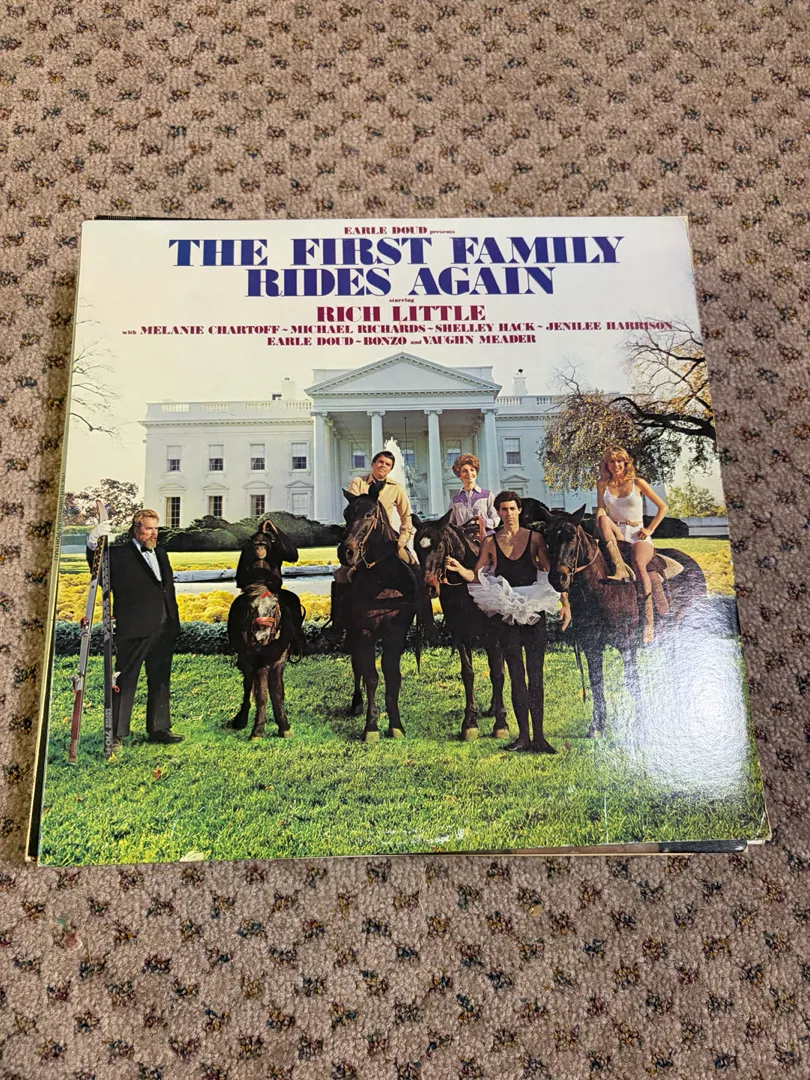 EARLE DOUD presents
THE FIRST FAMILY
RIDES AGAIN
starring
RICH LITTLE
with MELANIE CHARTOFF ~ MICHAEL RICHARDS ~ SHELLEY HACK ~ JENILEE HARRISON
EARLE DOUD ~ BONZO and VAUGHN MEADER